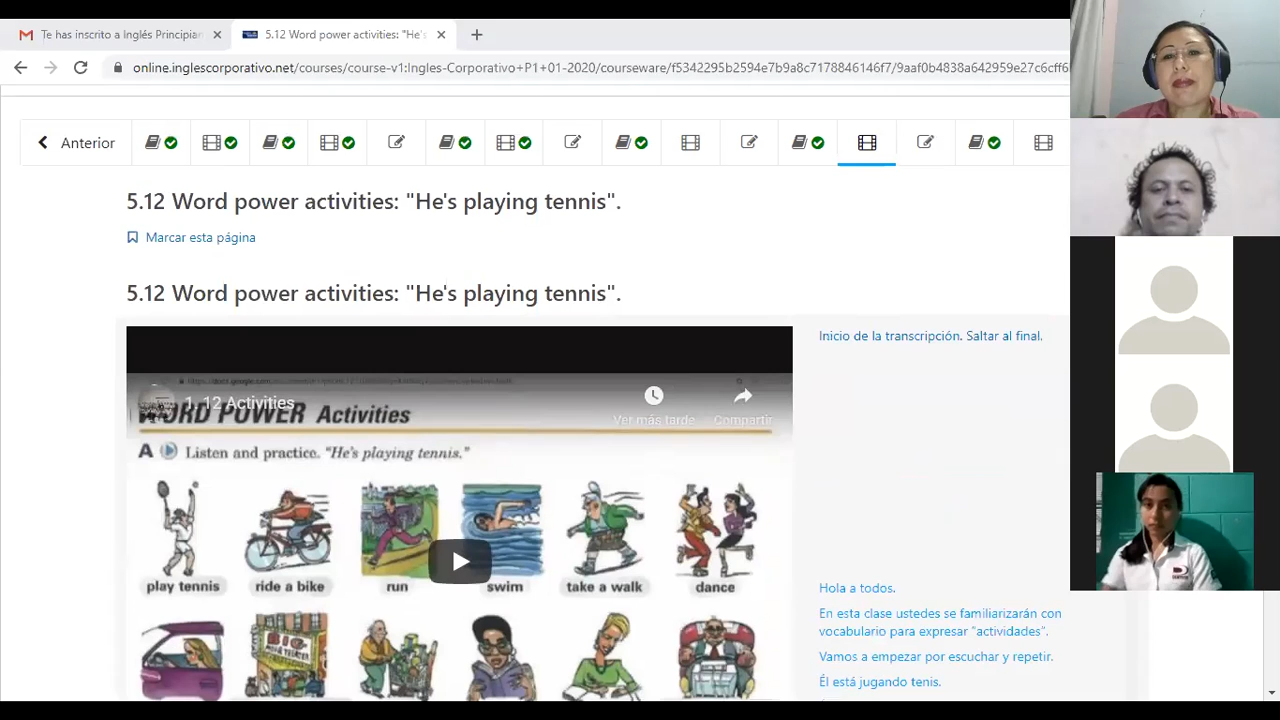 Te has inscrito a Inglés Principian
5.12 Word power activities: "He's
online.inglescorporativo.net/courses/course-v1:Ingles-Corporativo+P1+01-2020/courseware/f5342295b2594e7b9a8c7178846146f7/9aaf0b4838a642959e27c6cff6
Anterior
5.12 Word power activities: "He's playing tennis".
Marcar esta página
5.12 Word power activities: "He's playing tennis".
1. 12 Activities
Ver más tarde
Compartir
WORD POWER Activities
A Listen and practice. "He's playing tennis."
play tennis
ride a bike
run
swim
take a walk
dance
BIG
Inicio de la transcripción. Saltar al final.
Hola a todos.
En esta clase ustedes se familiarizarán con
vocabulario para expresar "actividades".
Vamos a empezar por escuchar y repetir.
Él está jugando tenis.